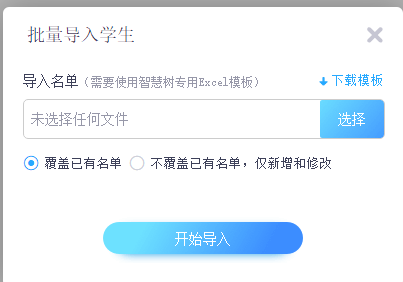 批量导入学生
导入名单（需要使用智慧树专用Excel模板） 下载模板
未选择任何文件 选择
覆盖已有名单 不覆盖已有名单，仅新增和修改
开始导入